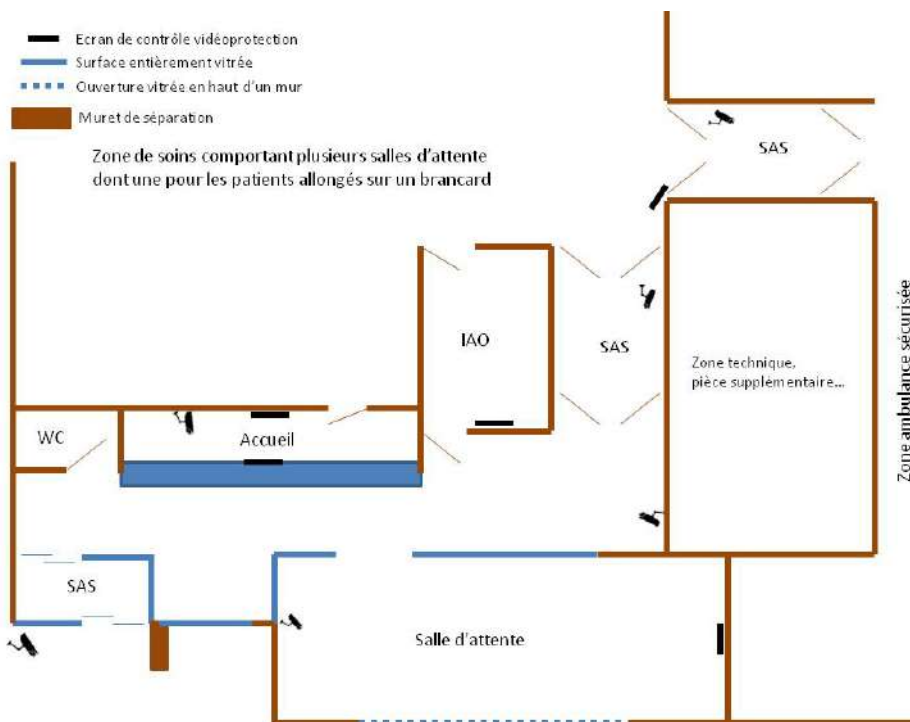 Ecran de contrôle vidéoprotection
Surface entièrement vitrée
Ouverture vitrée en haut d'un mur
Muret de séparation
Zone de soins comportant plusieurs salles d'attente
dont une pour les patients allongés sur un brancard
SAS
IAO
SAS
Zone technique,
pièce supplémentaire...
Zone ambulance sécurisée
WC
Accueil
SAS
Salle d'attente